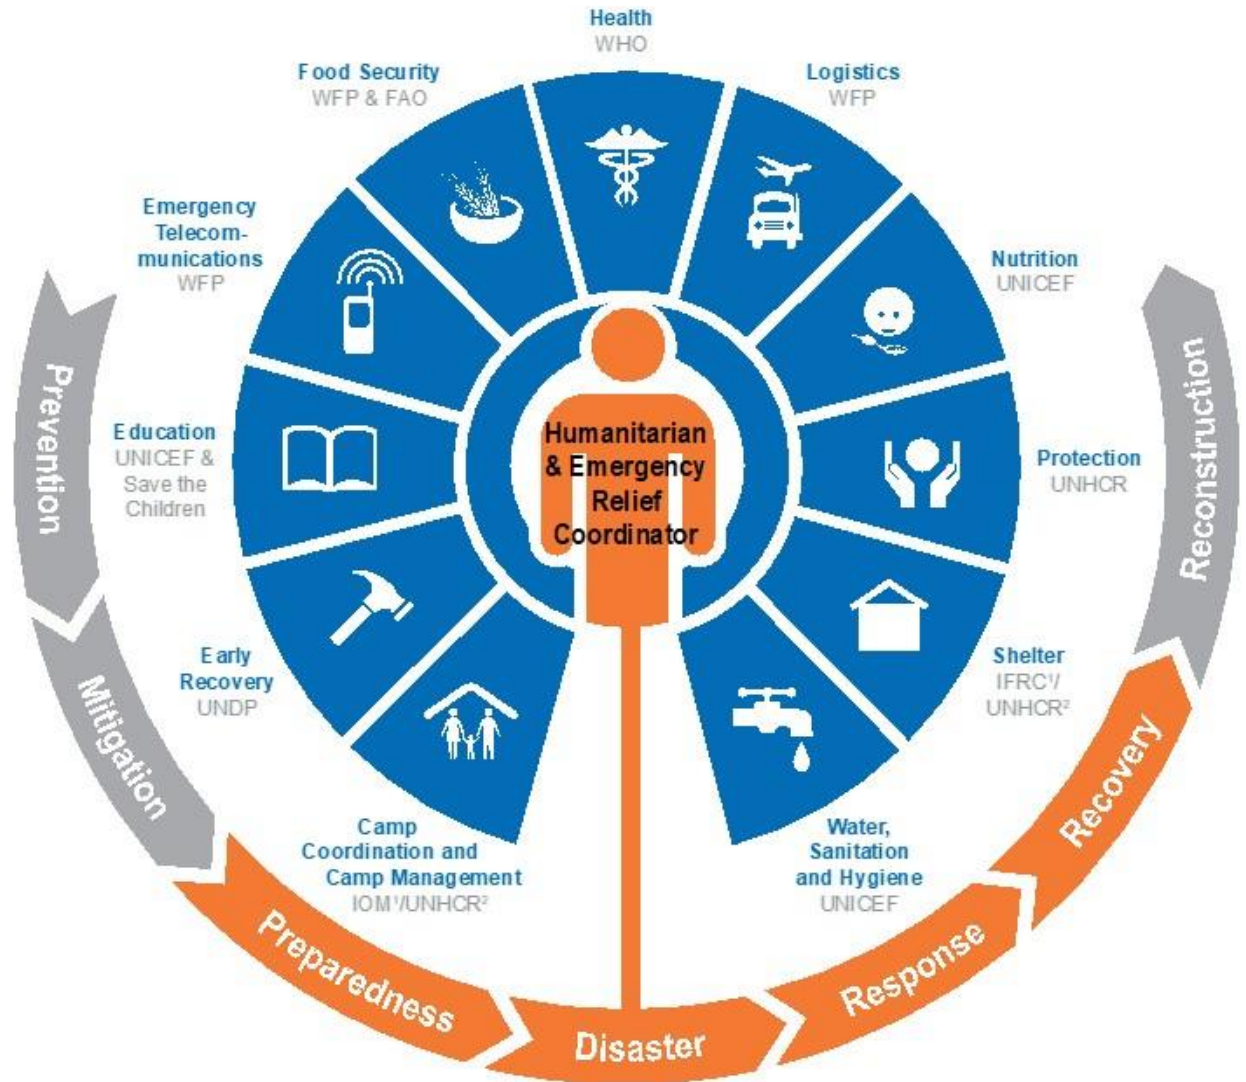 Health
WHO
Logistics
WFP
Nutrition
UNICEF
Protection
UNHCR
Shelter
IFRC¹/
UNHCR²
Water,
Sanitation
and Hygiene
UNICEF
Camp
Coordination and
Camp Management
IOM¹/UNHCR²
Early
Recovery
UNDP
Education
UNICEF &
Save the
Children
Emergency
Telecom-
munications
WFP
Food Security
WFP & FAO
Humanitarian
& Emergency
Relief
Coordinator
Prevention
Mitigation
Preparedness
Disaster
Response
Recovery
Reconstruction